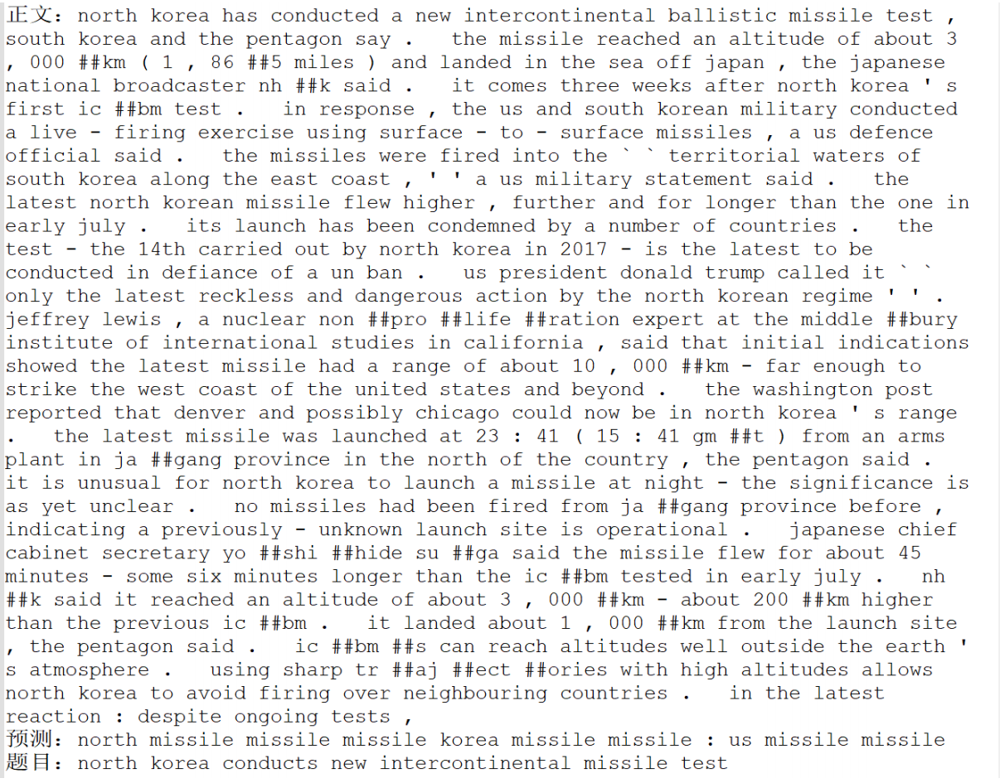 正文: north korea has conducted a new intercontinental ballistic missile test ,
south korea and the pentagon say .   the missile reached an altitude of about 3
, 000 ##km ( 1 , 86 ##5 miles ) and landed in the sea off japan , the japanese
national broadcaster nh ##k said .   it comes three weeks after north korea ' s
first ic ##bm test .   in response , the us and south korean military conducted
a live - firing exercise using surface - to - surface missiles , a us defence
official said .   the missiles were fired into the ` ` territorial waters of
south korea along the east coast , ' ' a us military statement said .   the
latest north korean missile flew higher , further and for longer than the one in
early july .   its launch has been condemned by a number of countries .   the
test - the 14th carried out by north korea in 2017 - is the latest to be
conducted in defiance of a un ban .   us president donald trump called it ` `
only the latest reckless and dangerous action by the north korean regime ' ' .
jeffrey lewis , a nuclear non ##pro ##life ##ration expert at the middle ##bury
institute of international studies in california , said that initial indications
showed the latest missile had a range of about 10 , 000 ##km - far enough to
strike the west coast of the united states and beyond .   the washington post
reported that denver and possibly chicago could now be in north korea ' s range
.   the latest missile was launched at 23 : 41 ( 15 : 41 gm ##t ) from an arms
plant in ja ##gang province in the north of the country , the pentagon said .
it is unusual for north korea to launch a missile at night - the significance is
as yet unclear .   no missiles had been fired from ja ##gang province before ,
indicating a previously - unknown launch site is operational .   japanese chief
cabinet secretary yo ##shi ##hide su ##ga said the missile flew for about 45
minutes - some six minutes longer than the ic ##bm tested in early july .   nh
##k said it reached an altitude of about 3 , 000 ##km - about 200 ##km higher
than the previous ic ##bm .   it landed about 1 , 000 ##km from the launch site
, the pentagon said .   ic ##bm ##s can reach altitudes well outside the earth '
s atmosphere .   using sharp tr ##aj ##ect ##ories with high altitudes allows
north korea to avoid firing over neighbouring countries .   in the latest
reaction : despite ongoing tests ,
预测: north missile missile missile korea missile missile : us missile missile
题目: north korea conducts new intercontinental missile test